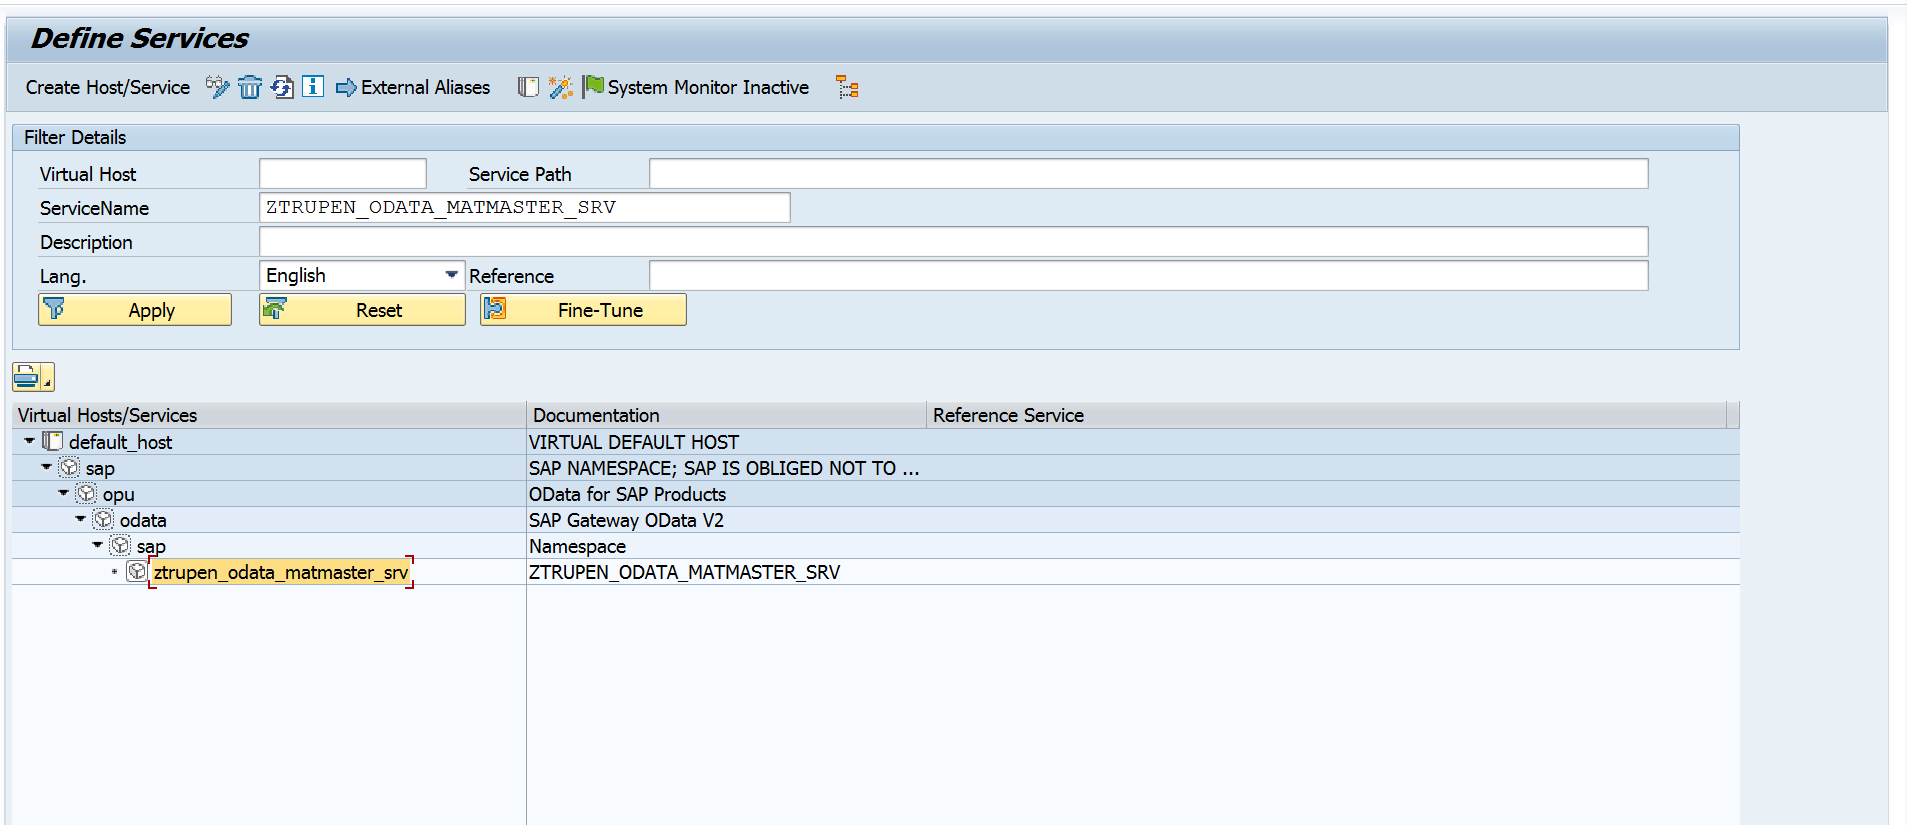 Define Services
Create Host/Service External Aliases System Monitor Inactive
Filter Details
Virtual Host Service Path
ServiceName ZTRUPEN_ODATA_MATMASTER_SRV
Description
Lang. English Reference
Apply Reset Fine-Tune
Virtual Hosts/Services Documentation Reference Service
default_host VIRTUAL DEFAULT HOST
sap SAP NAMESPACE; SAP IS OBLIGED NOT TO ...
opu OData for SAP Products
odata SAP Gateway OData V2
sap Namespace
ztrupen_odata_matmaster_srv ZTRUPEN_ODATA_MATMASTER_SRV